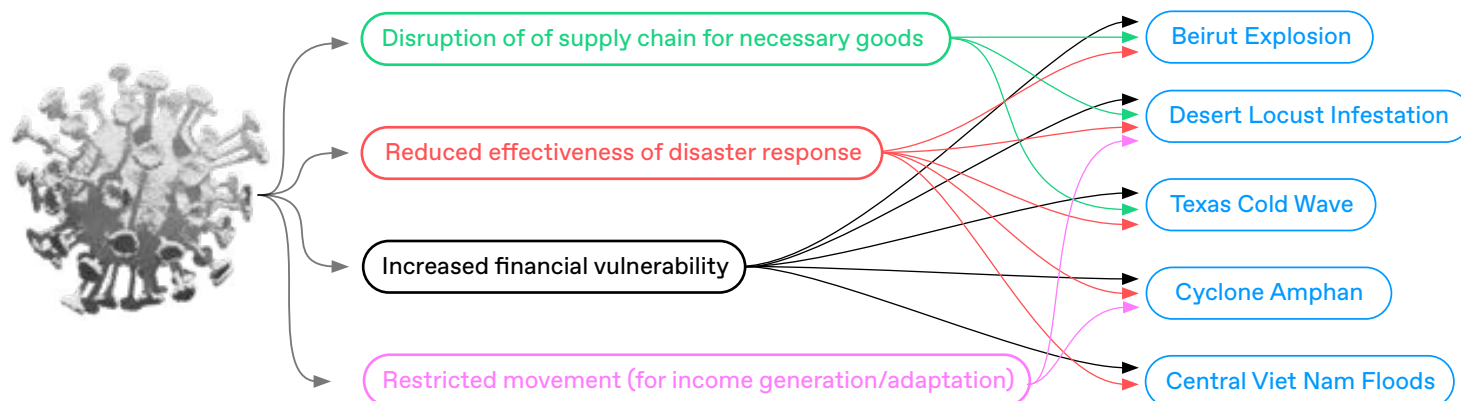 Disruption of of supply chain for necessary goods
Reduced effectiveness of disaster response
Increased financial vulnerability
Restricted movement (for income generation/adaptation)
Beirut Explosion
Desert Locust Infestation
Texas Cold Wave
Cyclone Amphan
Central Viet Nam Floods